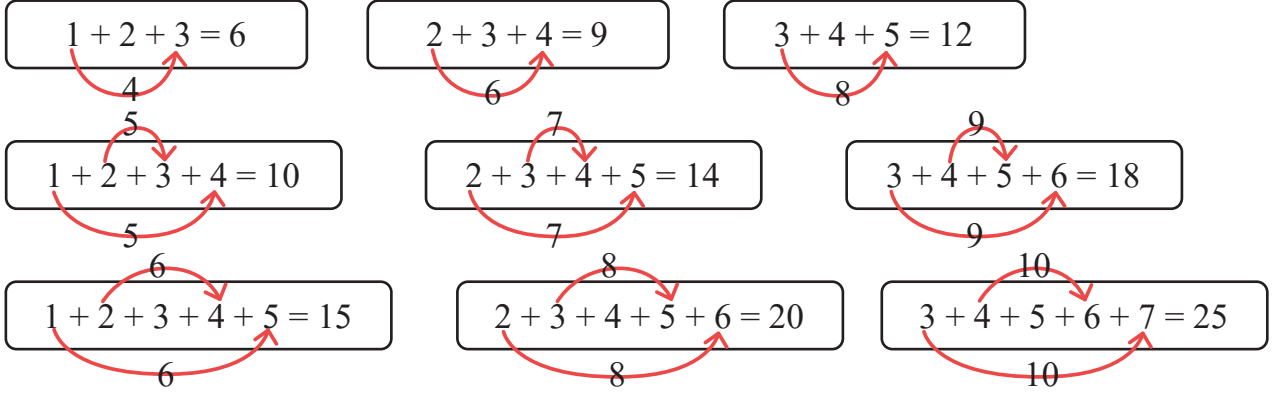 1 + 2 + 3 = 6 2 + 3 + 4 = 9 3 + 4 + 5 = 12
4 6 8
5 7 9
1 + 2 + 3 + 4 = 10 2 + 3 + 4 + 5 = 14 3 + 4 + 5 + 6 = 18
5 7 9
6 8 10
1 + 2 + 3 + 4 + 5 = 15 2 + 3 + 4 + 5 + 6 = 20 3 + 4 + 5 + 6 + 7 = 25
6 8 10